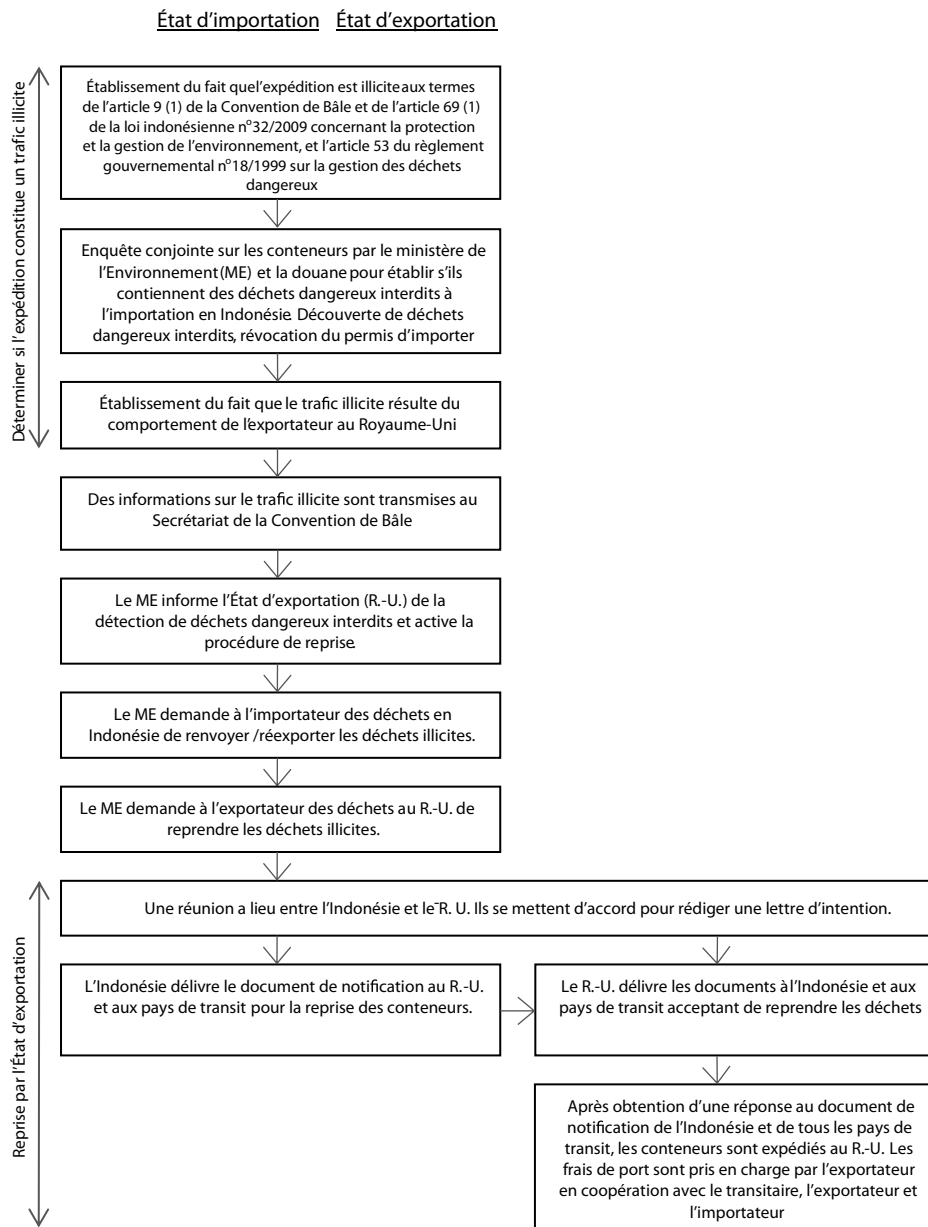 État d'importation État d'exportation
Déterminer si l'expédition constitue un trafic illicite
Établissement du fait quel'expédition est illicite aux termes
de l'article 9 (1) de la Convention de Bâle et de l'article 69 (1)
de la loi indonésienne nº32/2009 concernant la protection
et la gestion de l'environnement, et l'article 53 du règlement
gouvernemental nº18/1999 sur la gestion des déchets
dangereux
Enquête conjointe sur les conteneurs par le ministère de
l'Environnement (ME) et la douane pour établir s'ils
contiennent des déchets dangereux interdits à
l'importation en Indonésie. Découverte de déchets
dangereux interdits, révocation du permis d'importer
Établissement du fait que le trafic illicite résulte du
comportement de l'exportateur au Royaume-Uni
Des informations sur le trafic illicite sont transmises au
Secrétariat de la Convention de Bâle
Le ME informe l'État d'exportation (R.-U.) de la
détection de déchets dangereux interdits et active la
procédure de reprise.
Le ME demande à l'importateur des déchets en
Indonésie de renvoyer /réexporter les déchets illicites.
Le ME demande à l'exportateur des déchets au R.-U. de
reprendre les déchets illicites.
Reprise par l'État d'exportation
Une réunion a lieu entre l'Indonésie et le R. U. Ils se mettent d'accord pour rédiger une lettre d'intention.
L'Indonésie délivre le document de notification au R.-U.
et aux pays de transit pour la reprise des conteneurs.
Le R.-U. délivre les documents à l'Indonésie et aux
pays de transit acceptant de reprendre les déchets
Après obtention d'une réponse au document de
notification de l'Indonésie et de tous les pays de
transit, les conteneurs sont expédiés au R.-U. Les
frais de port sont pris en charge par l'exportateur
en coopération avec le transitaire, l'exportateur et
l'importateur